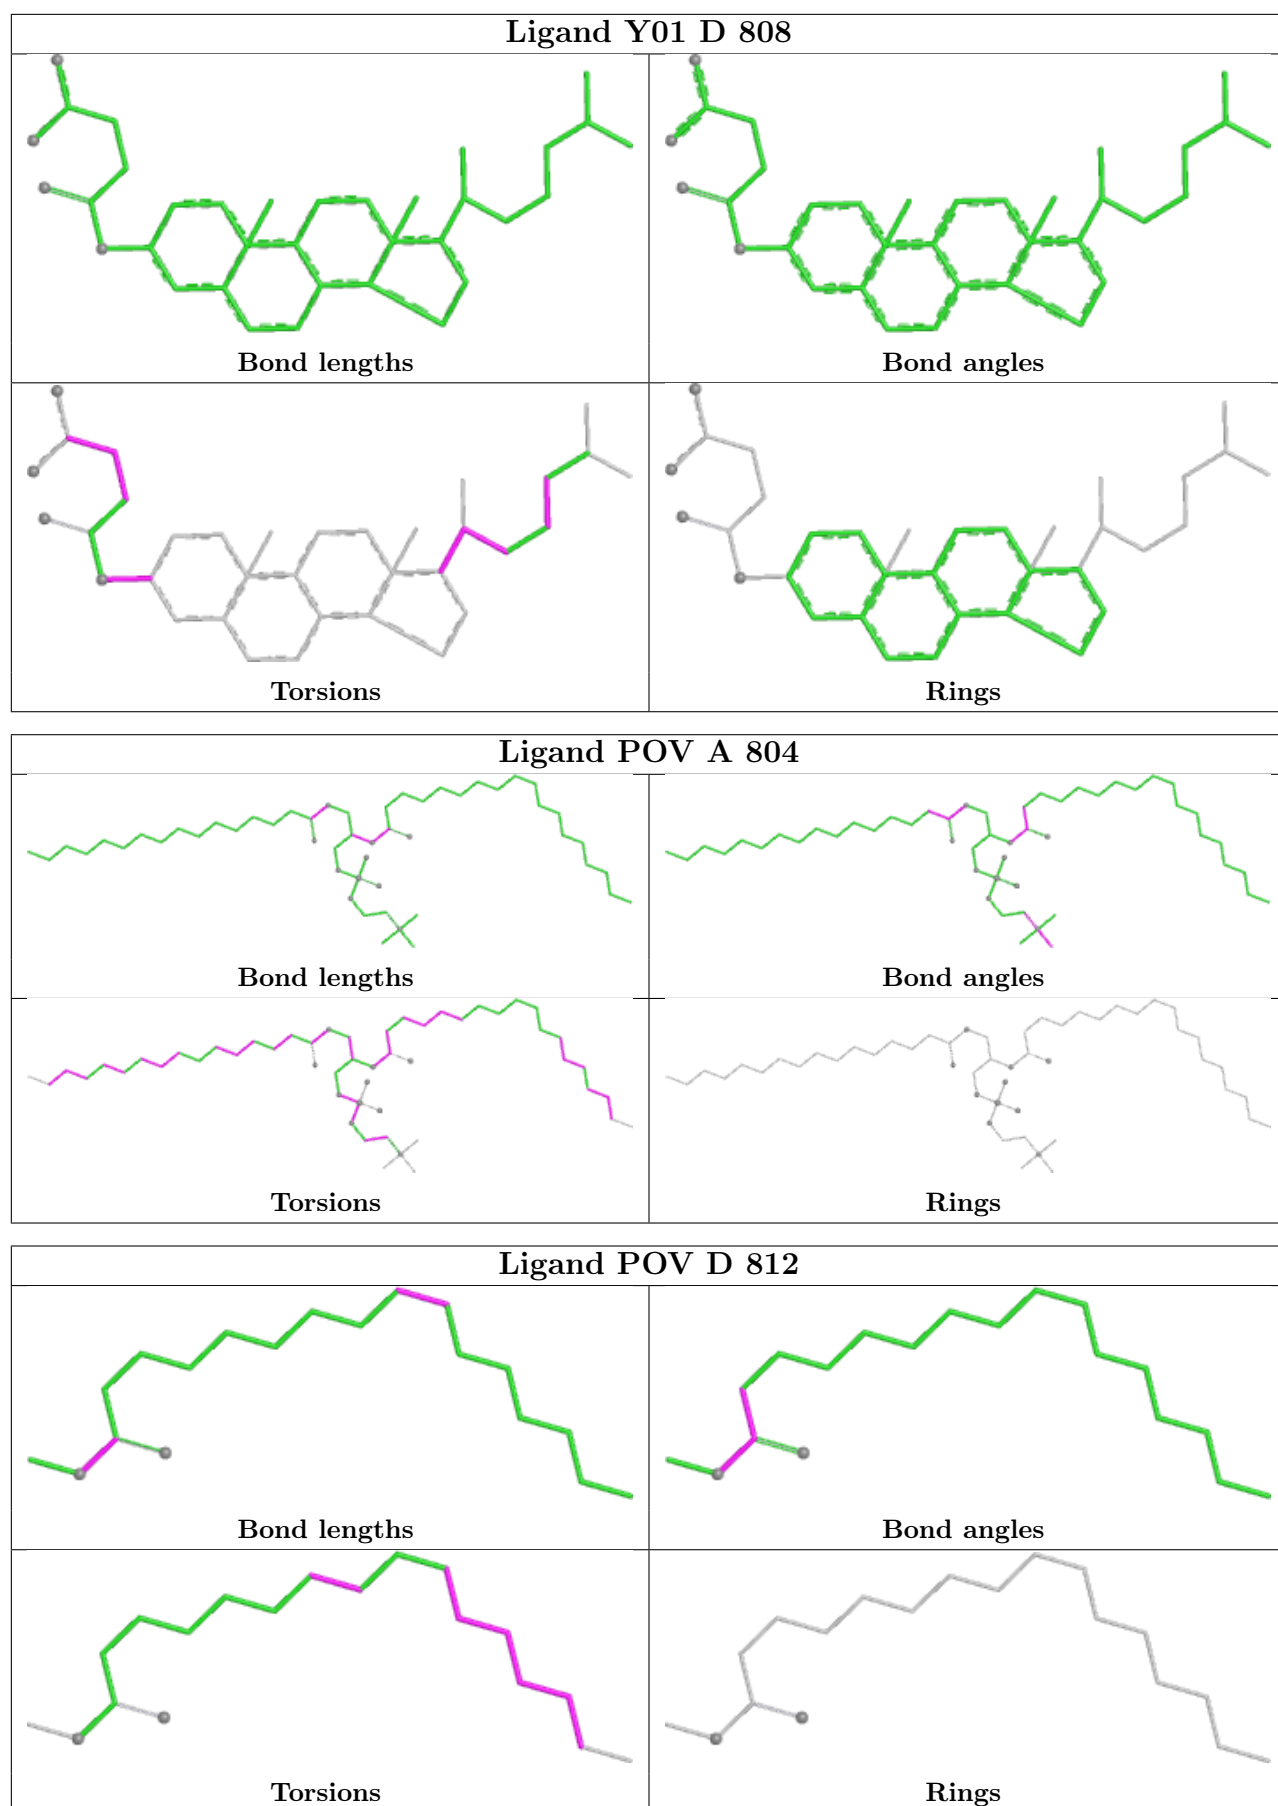 Ligand Y01 D 808
Bond lengths
Bond angles
Torsions
Rings
Ligand POV A 804
Bond lengths
Bond angles
Torsions
Rings
Ligand POV D 812
Bond lengths
Bond angles
Torsions
Rings